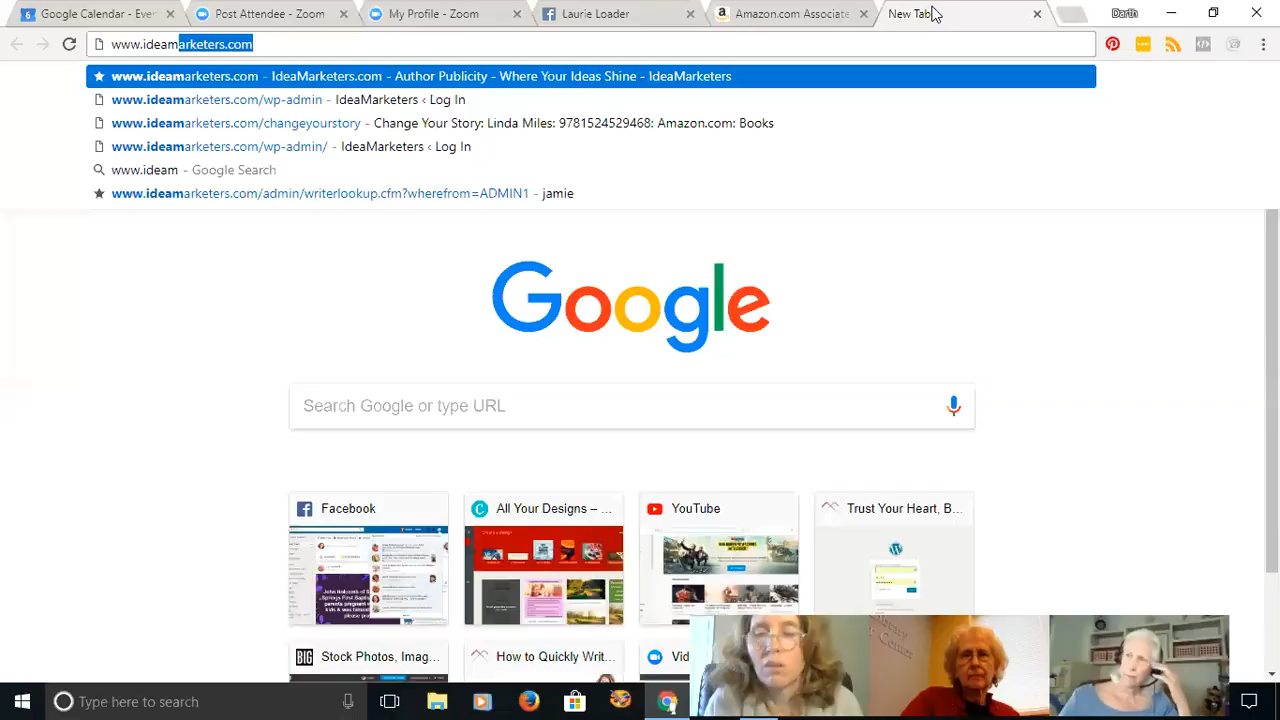 Google Calendar - Ever
Post Attendee - Zoom
My Profile - Zoom
Laurie Loader
Amazon.com Associate
New Tab
Darth
www.ideamarketers.com
www.ideamarketers.com - IdeaMarketers.com - Author Publicity - Where Your Ideas Shine - IdeaMarketers
www.ideamarketers.com/wp-admin - IdeaMarketers ‹ Log In
www.ideamarketers.com/changeyourstory - Change Your Story: Linda Miles: 9781524529468: Amazon.com: Books
www.ideamarketers.com/wp-admin/ - IdeaMarketers ‹ Log In
www.ideam - Google Search
www.ideamarketers.com/admin/writerlookup.cfm?wherefrom=ADMIN1 - jamie
Google
Search Google or type URL
Facebook
All Your Designs – ...
YouTube
Trust Your Heart, B...
BIG Stock Photos, Imag...
How to Quickly Writ...
Vid
Type here to search